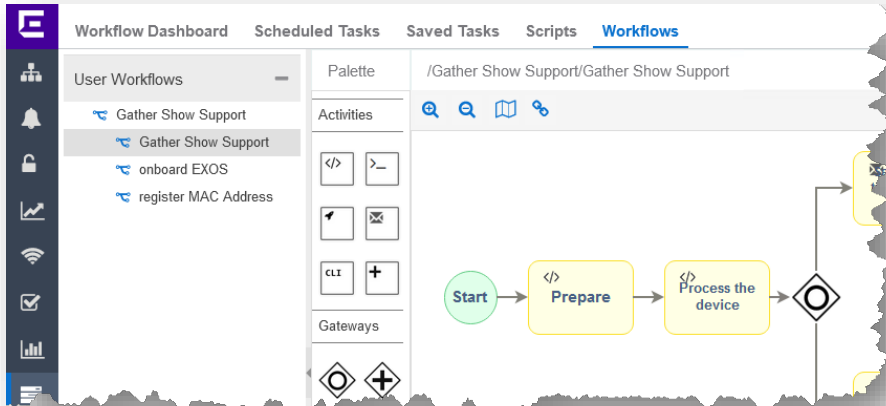 Workflow Dashboard Scheduled Tasks Saved Tasks Scripts Workflows
User Workflows
Gather Show Support
Gather Show Support
onboard EXOS
register MAC Address
Palette
Activities
</>
>_
CLI
Gateways
/Gather Show Support/Gather Show Support
Start
</>
Prepare
</>
Process the
device